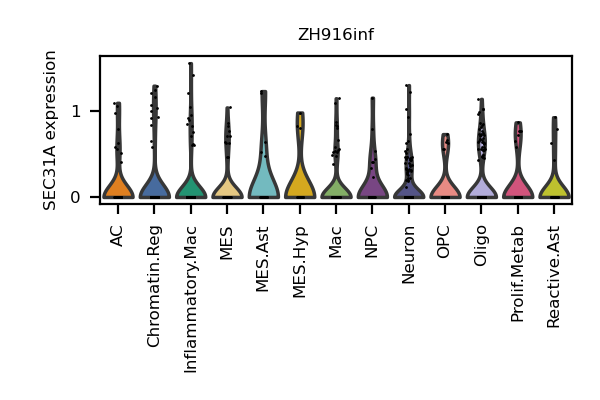 ZH916inf
SEC31A expression
1
0
AC
Chromatin.Reg
Inflammatory.Mac
MES
MES.Ast
MES.Hyp
Mac
NPC
Neuron
OPC
Oligo
Prolif.Metab
Reactive.Ast